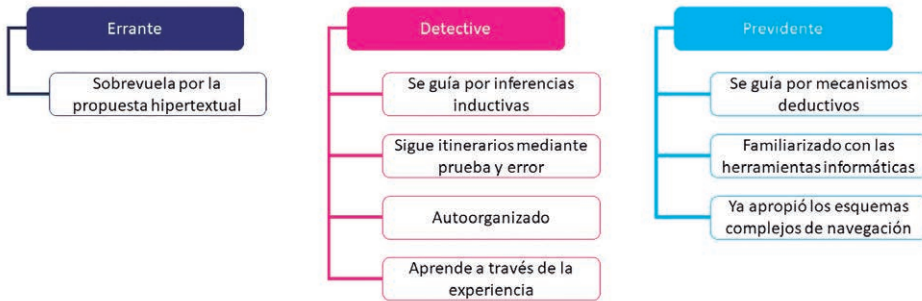 Errante
Sobrevuela por la
propuesta hipertextual
Detective
Se guía por inferencias
inductivas
Sigue itinerarios mediante
prueba y error
Autoorganizado
Aprende a través de la
experiencia
Previdente
Se guía por mecanismos
deductivos
Familiarizado con las
herramientas informáticas
Ya apropió los esquemas
complejos de navegación